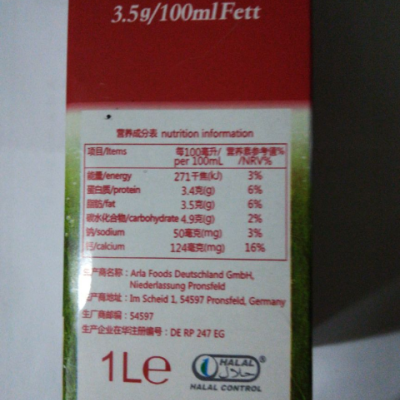 3.5g/100mlFett
营养成分表 nutrition information
项目/Items 每100毫升/per 100mL 营养素参考值%/NRV%
能量/energy 271千焦(kJ) 3%
蛋白质/protein 3.4克(g) 6%
脂肪/fat 3.5克(g) 6%
碳水化合物/carbohydrate 4.9克(g) 2%
钠/sodium 50毫克(mg) 3%
钙/calcium 124毫克(mg) 16%
生产商名称: Arla Foods Deutschland GmbH,
Niederlassung Pronsfeld
生产商地址: Im Scheid 1, 54597 Pronsfeld, Germany
生产商邮编: 54597
生产企业在华注册编号: DE RP 247 EG
1L℮
HALAL®
حلال
HALAL CONTROL